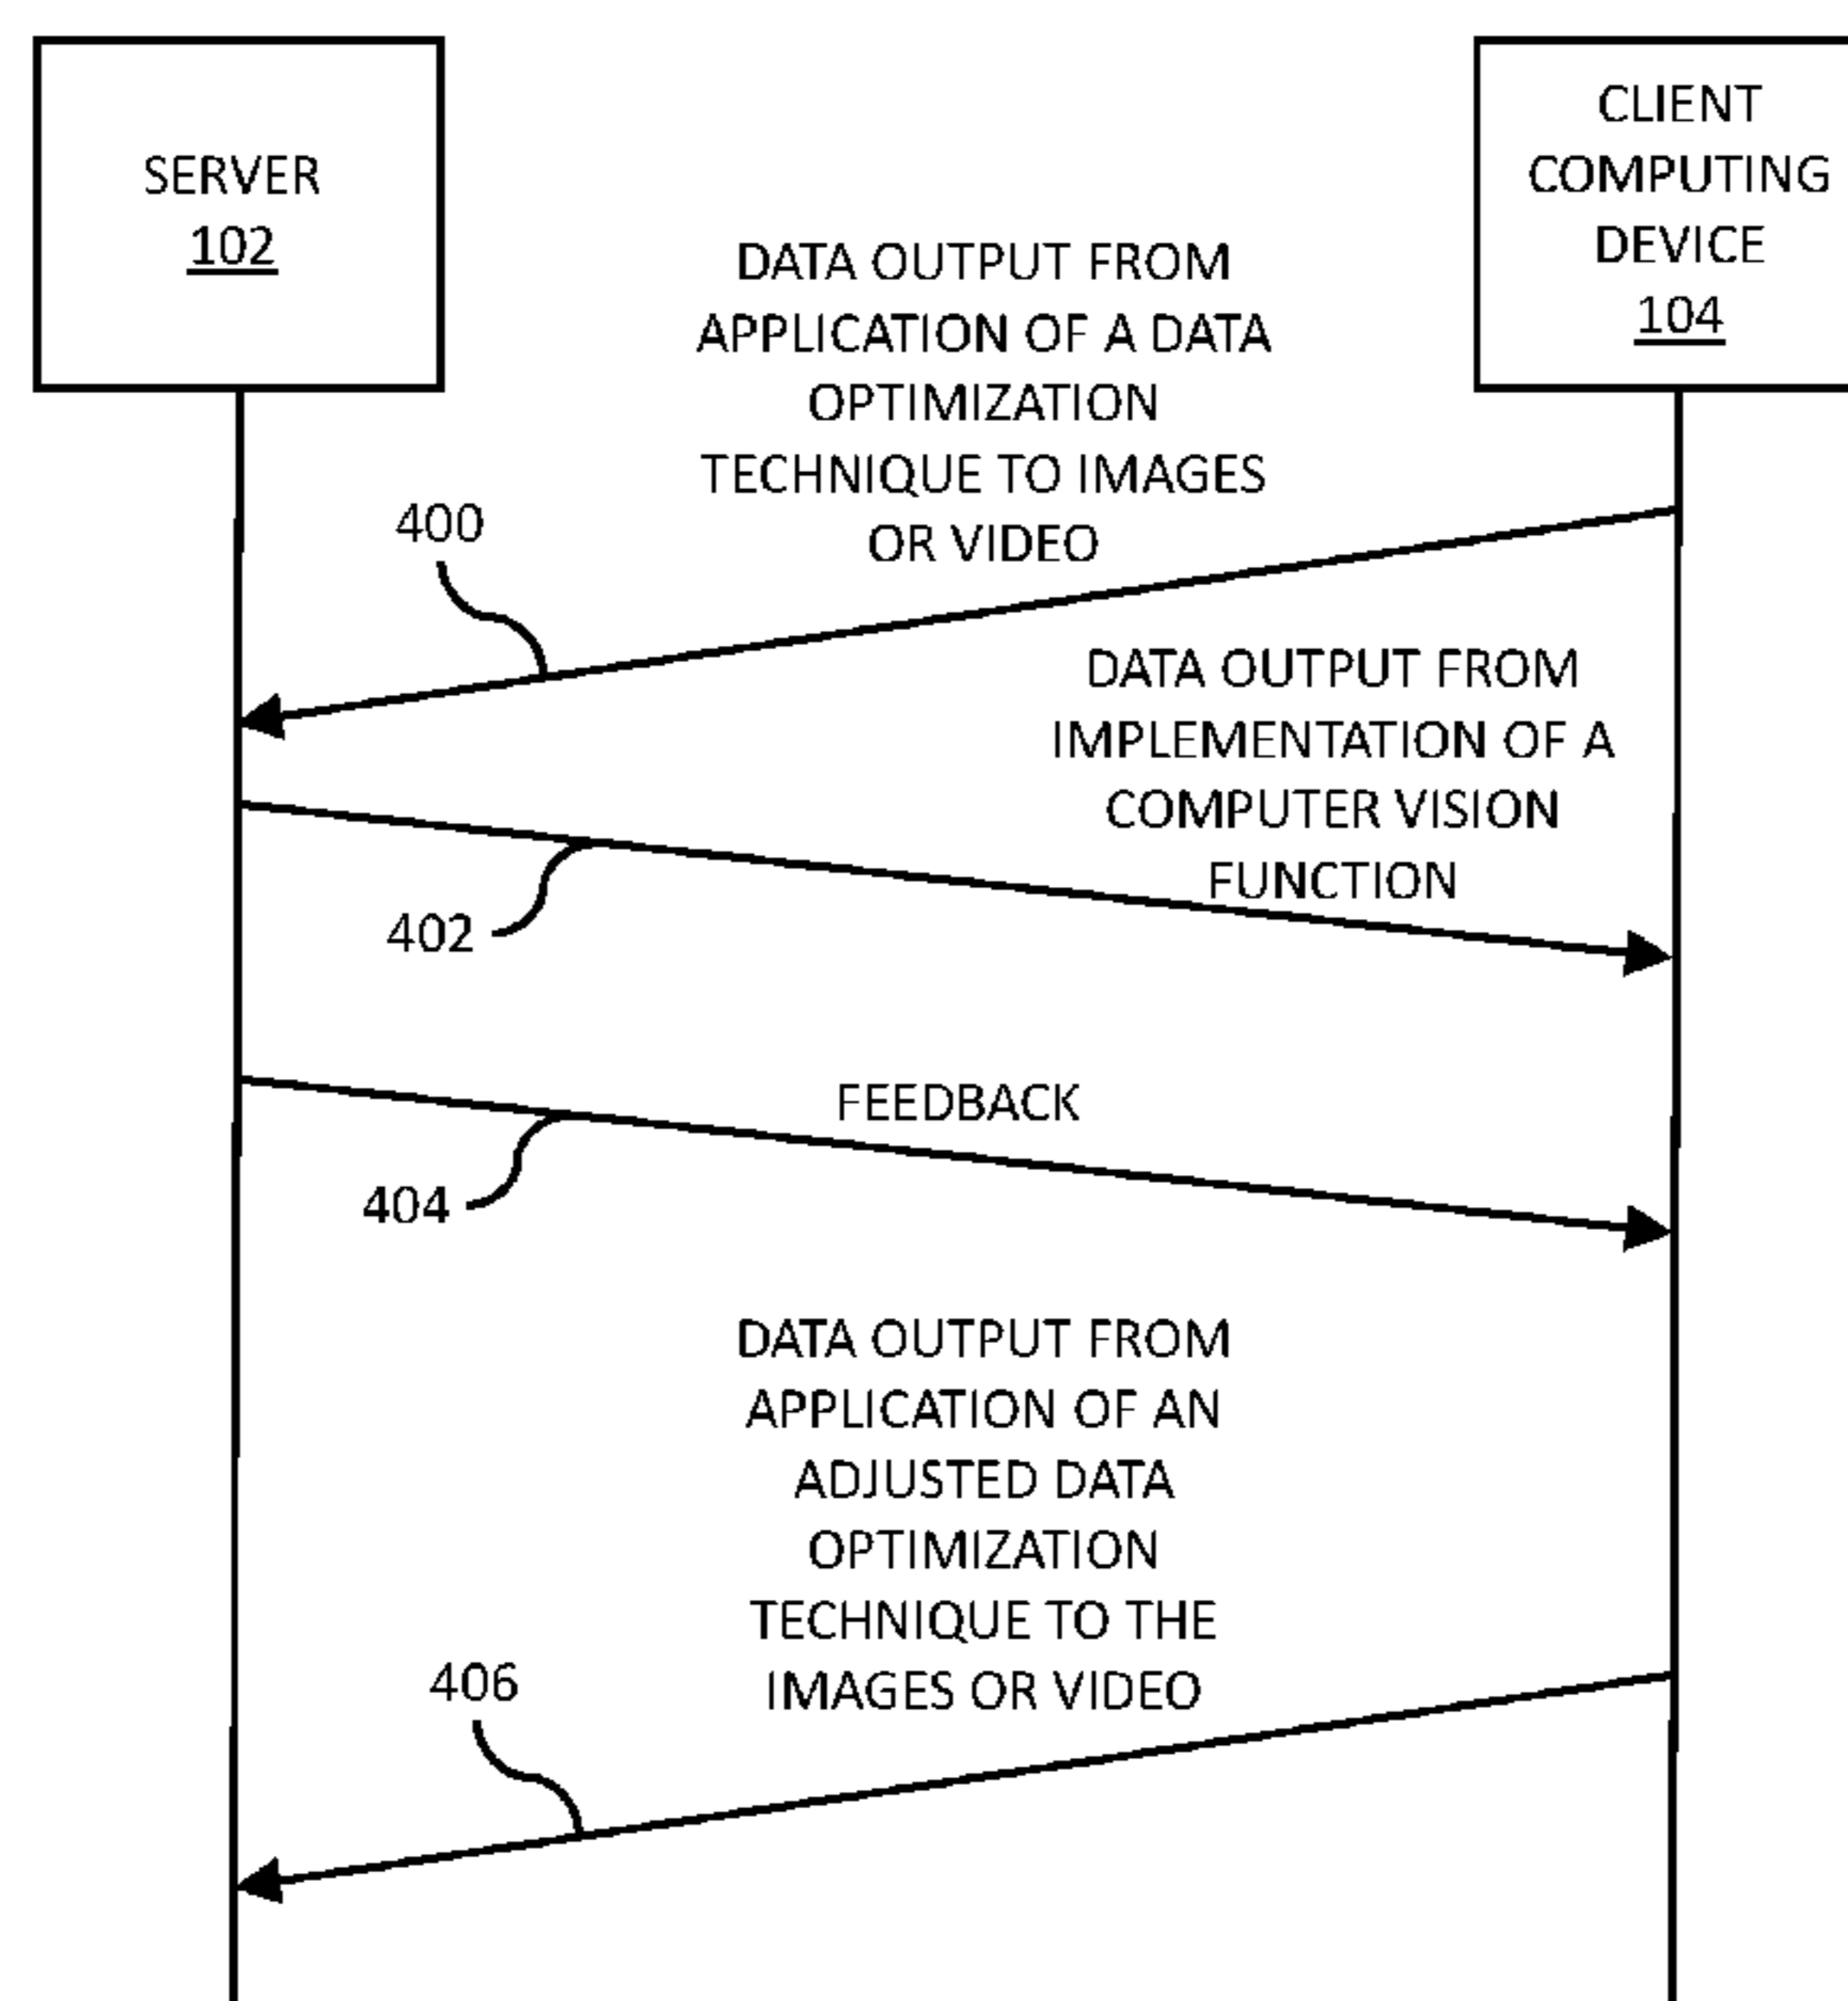 SERVER
102
CLIENT
COMPUTING
DEVICE
104
DATA OUTPUT FROM
APPLICATION OF A DATA
OPTIMIZATION
TECHNIQUE TO IMAGES
OR VIDEO
400
DATA OUTPUT FROM
IMPLEMENTATION OF A
COMPUTER VISION
FUNCTION
402
FEEDBACK
404
DATA OUTPUT FROM
APPLICATION OF AN
ADJUSTED DATA
OPTIMIZATION
TECHNIQUE TO THE
IMAGES OR VIDEO
406